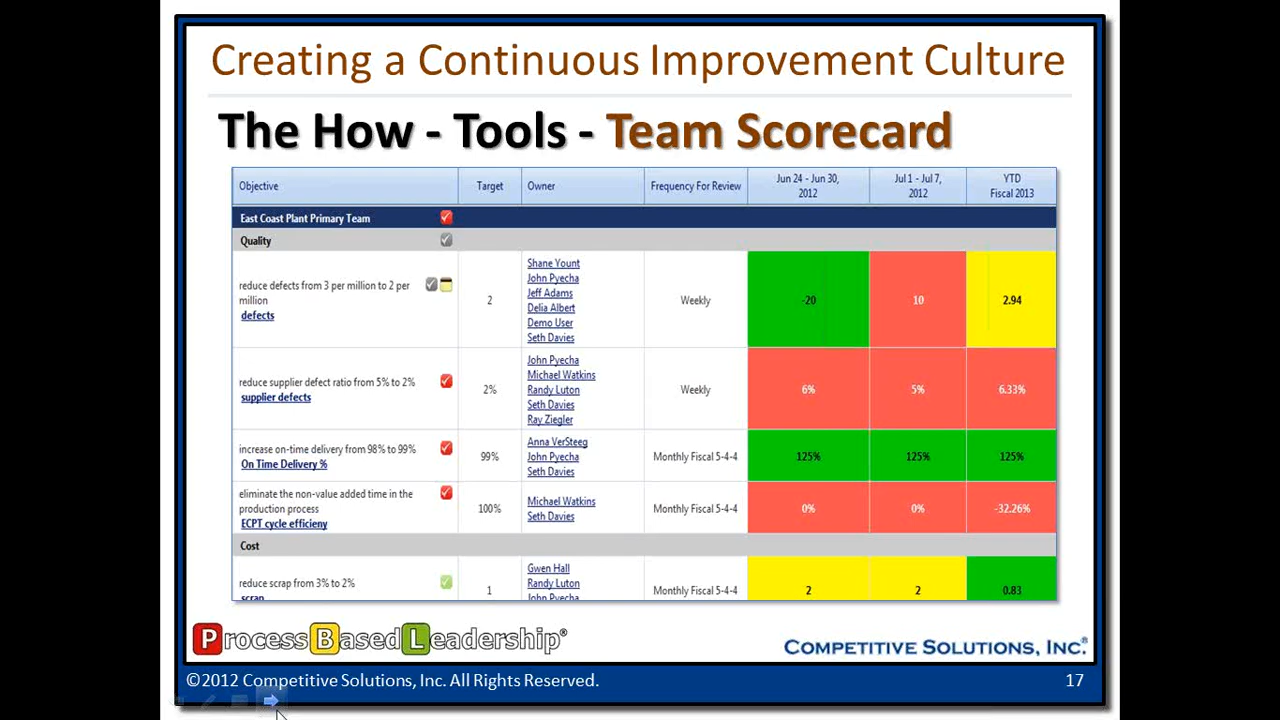 Creating a Continuous Improvement Culture
The How - Tools - Team Scorecard
Objective Target Owner Frequency For Review Jun 24 - Jun 30, 2012 Jul 1 - Jul 7, 2012 YTD Fiscal 2013
East Coast Plant Primary Team
Quality
reduce defects from 3 per million to 2 per
million
defects
2
Shane Yount
John Pyecha
Jeff Adams
Delia Albert
Demo User
Seth Davies
Weekly
-20
10
2.94
reduce supplier defect ratio from 5% to 2%
supplier defects
2%
John Pyecha
Michael Watkins
Randy Luton
Seth Davies
Ray Ziegler
Weekly
6%
5%
6.33%
increase on-time delivery from 98% to 99%
On Time Delivery %
99%
Anna VerSteeg
John Pyecha
Seth Davies
Monthly Fiscal 5-4-4
125%
125%
125%
eliminate the non-value added time in the
production process
ECPT cycle efficieny
100%
Michael Watkins
Seth Davies
Monthly Fiscal 5-4-4
0%
0%
-32.26%
Cost
reduce scrap from 3% to 2%
scrap
1
Gwen Hall
Randy Luton
John Pyecha
Monthly Fiscal 5-4-4
2
2
0.83
ProcessBasedLeadership®
COMPETITIVE SOLUTIONS, INC.®
©2012 Competitive Solutions, Inc. All Rights Reserved.
17